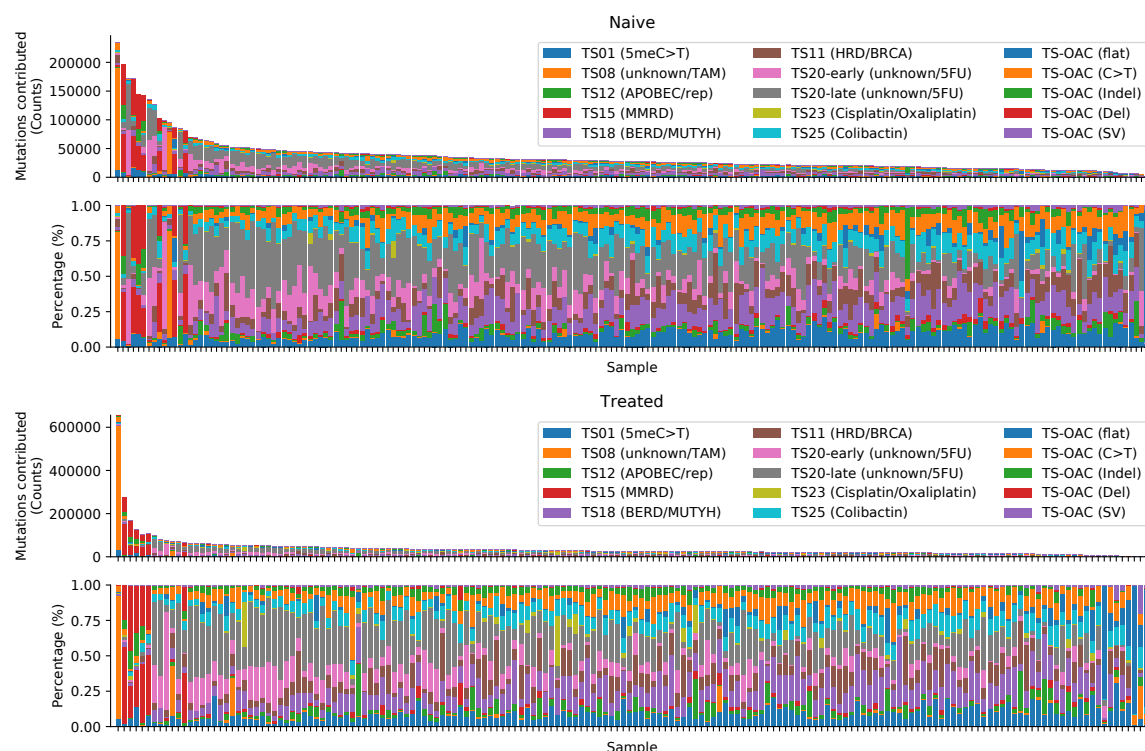 Naive
Mutations contributed
(Counts)
200000
150000
100000
50000
0
TS01 (5meC>T)
TS08 (unknown/TAM)
TS12 (APOBEC/rep)
TS15 (MMRD)
TS18 (BERD/MUTYH)
TS11 (HRD/BRCA)
TS20-early (unknown/5FU)
TS20-late (unknown/5FU)
TS23 (Cisplatin/Oxaliplatin)
TS25 (Colibactin)
TS-OAC (flat)
TS-OAC (C>T)
TS-OAC (Indel)
TS-OAC (Del)
TS-OAC (SV)
Percentage (%)
1.00
0.75
0.50
0.25
0.00
Sample
Treated
Mutations contributed
(Counts)
600000
400000
200000
0
TS01 (5meC>T)
TS08 (unknown/TAM)
TS12 (APOBEC/rep)
TS15 (MMRD)
TS18 (BERD/MUTYH)
TS11 (HRD/BRCA)
TS20-early (unknown/5FU)
TS20-late (unknown/5FU)
TS23 (Cisplatin/Oxaliplatin)
TS25 (Colibactin)
TS-OAC (flat)
TS-OAC (C>T)
TS-OAC (Indel)
TS-OAC (Del)
TS-OAC (SV)
Percentage (%)
1.00
0.75
0.50
0.25
0.00
Sample